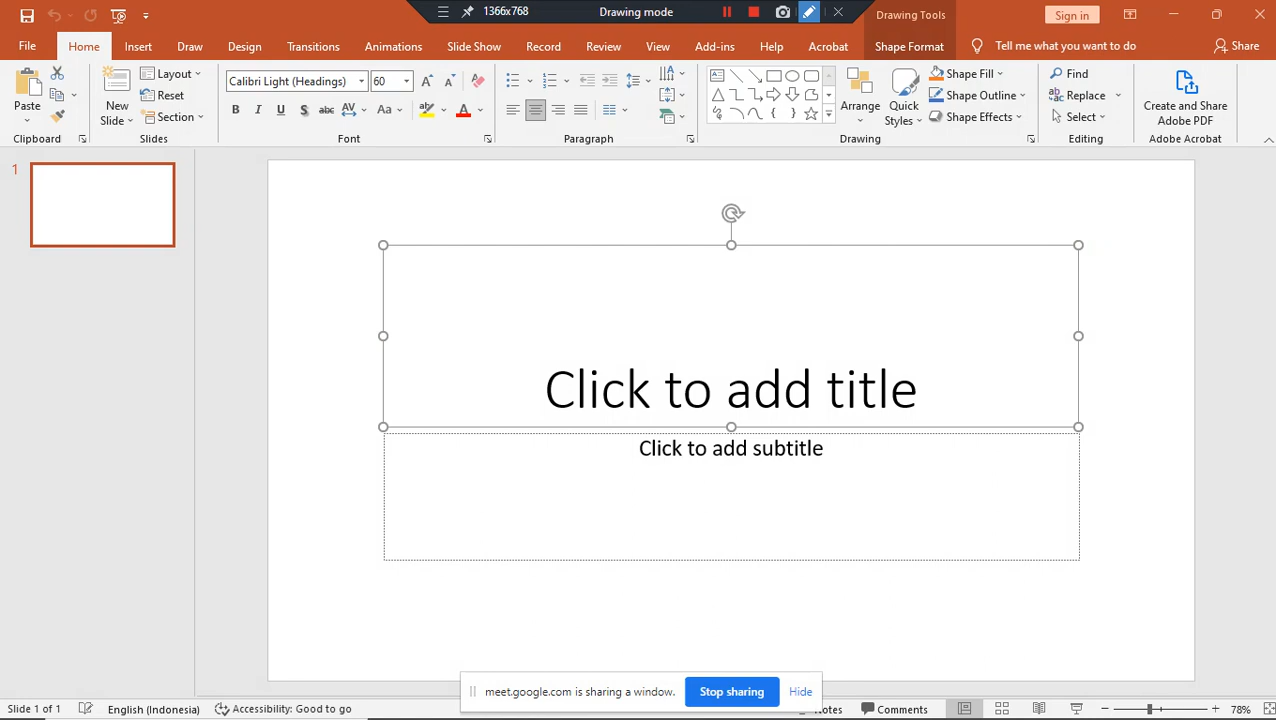 1366x768 Drawing mode Drawing Tools Sign in
File Home Insert Draw Design Transitions Animations Slide Show Record Review View Add-ins Help Acrobat Shape Format Tell me what you want to do Share
Paste New Slide Layout Calibri Light (Headings) 60 Arrange Quick Styles Shape Fill Find Create and Share Adobe PDF
Reset Shape Outline Replace
Section Shape Effects Select
Clipboard Slides Font Paragraph Drawing Editing Adobe Acrobat
1
Click to add title
Click to add subtitle
meet.google.com is sharing a window. Stop sharing Hide
Slide 1 of 1 English (Indonesia) Accessibility: Good to go Notes Comments 78%